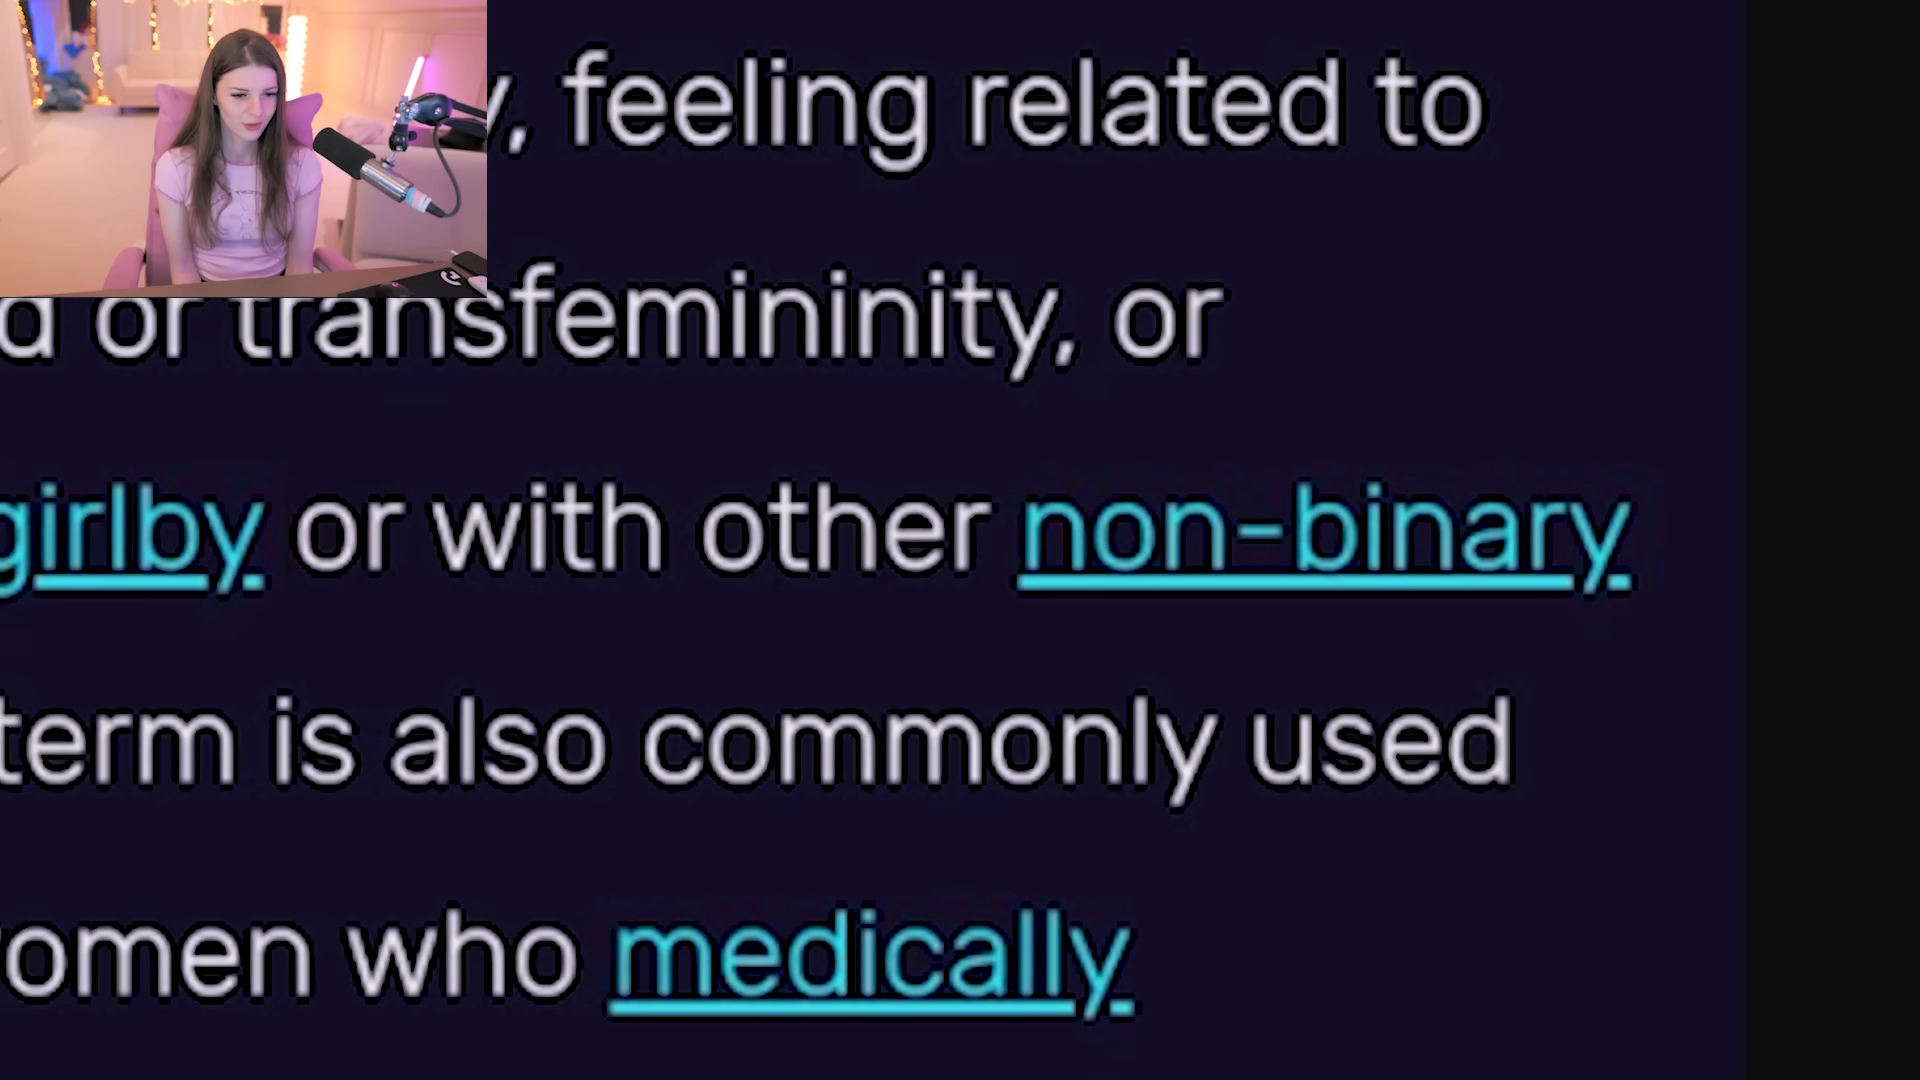 , feeling related to
or transfemininity, or
girlby or with other non-binary
term is also commonly used
who medically